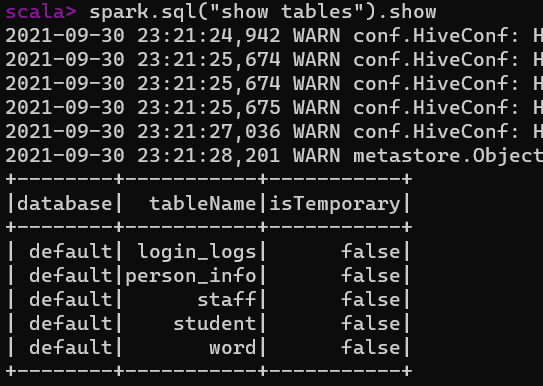 scala> spark.sql("show tables").show
2021-09-30 23:21:24,942 WARN conf.HiveConf: H
2021-09-30 23:21:25,674 WARN conf.HiveConf: H
2021-09-30 23:21:25,674 WARN conf.HiveConf: H
2021-09-30 23:21:25,675 WARN conf.HiveConf: H
2021-09-30 23:21:27,036 WARN conf.HiveConf: H
2021-09-30 23:21:28,201 WARN metastore.Object
+--------+-----------+-----------+
|database|  tableName|isTemporary|
+--------+-----------+-----------+
| default| login_logs|      false|
| default|person_info|      false|
| default|      staff|      false|
| default|    student|      false|
| default|       word|      false|
+--------+-----------+-----------+